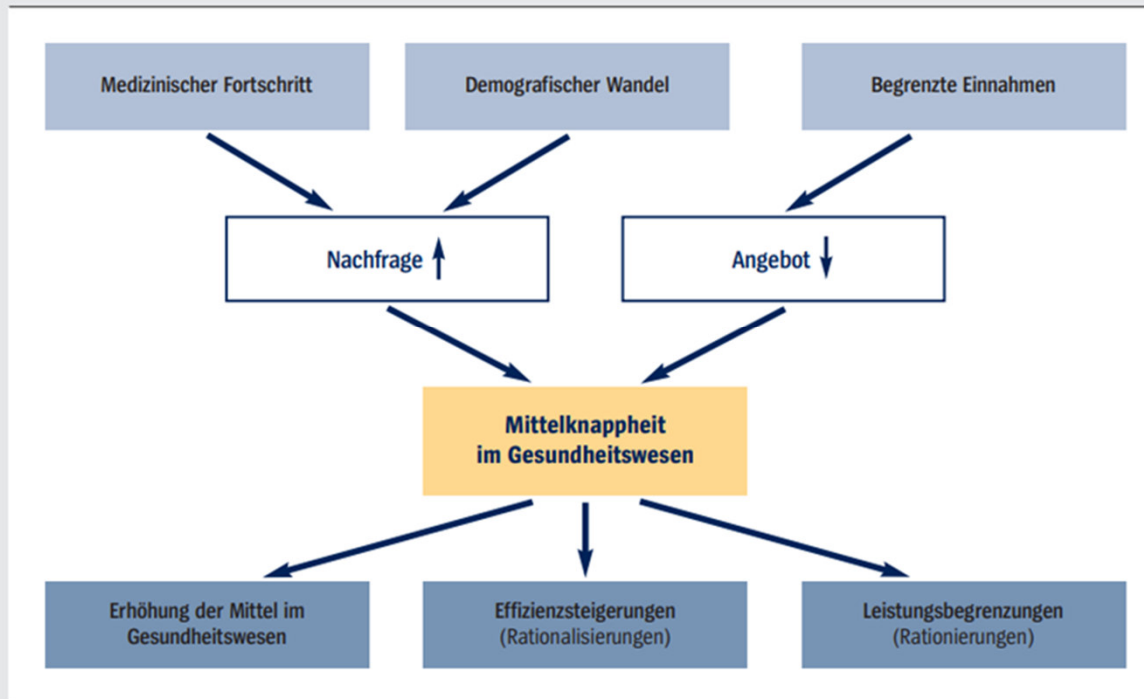 Medizinischer Fortschritt
Demografischer Wandel
Begrenzte Einnahmen
Nachfrage
Angebot
Mittelknappheit
im Gesundheitswesen
Erhöhung der Mittel im
Gesundheitswesen
Effizienzsteigerungen
(Rationalisierungen)
Leistungsbegrenzungen
(Rationierungen)